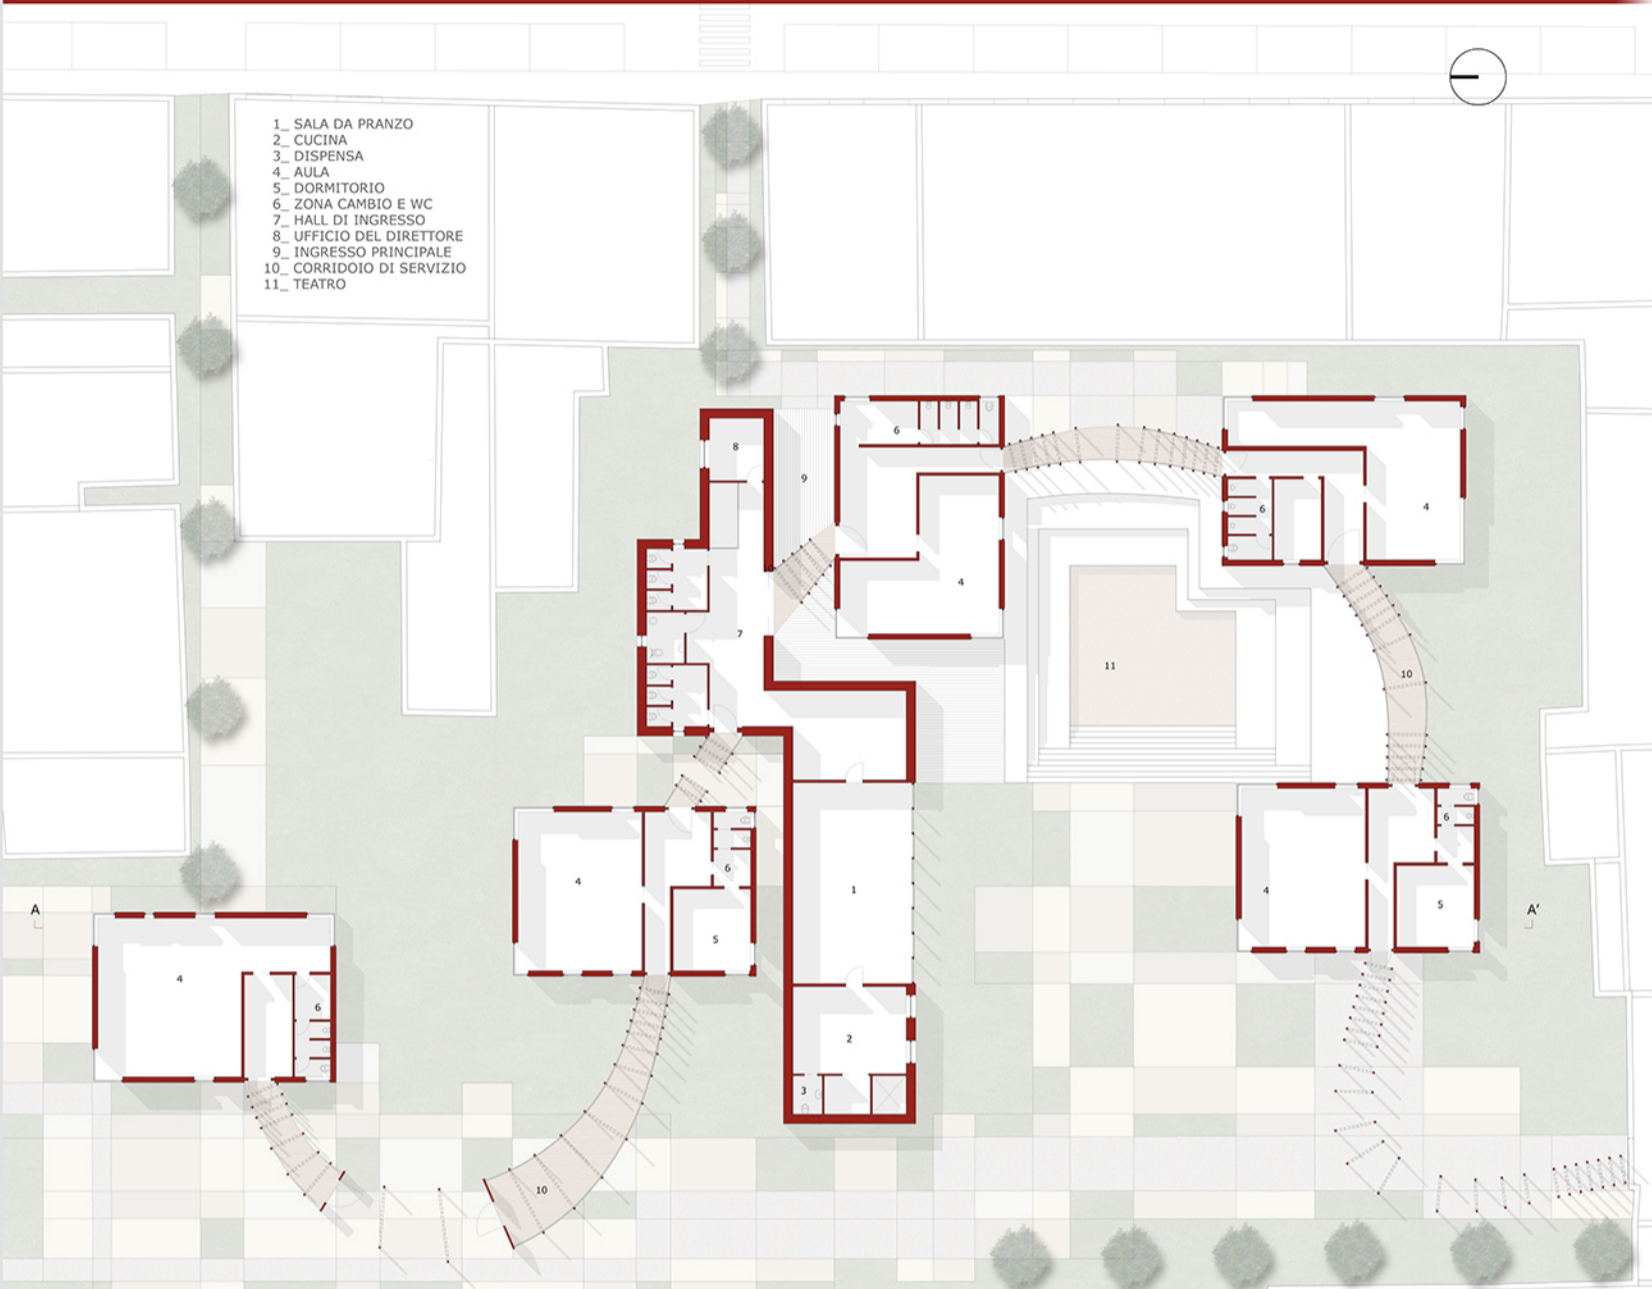 1_ SALA DA PRANZO
2_ CUCINA
3_ DISPENSA
4_ AULA
5_ DORMITORIO
6_ ZONA CAMBIO E WC
7_ HALL DI INGRESSO
8_ UFFICIO DEL DIRETTORE
9_ INGRESSO PRINCIPALE
10_ CORRIDOIO DI SERVIZIO
11_ TEATRO
6
8
9
6
4
4
7
11
10
6
4
6
1
4
5
5
A
A'
4
6
2
3
10